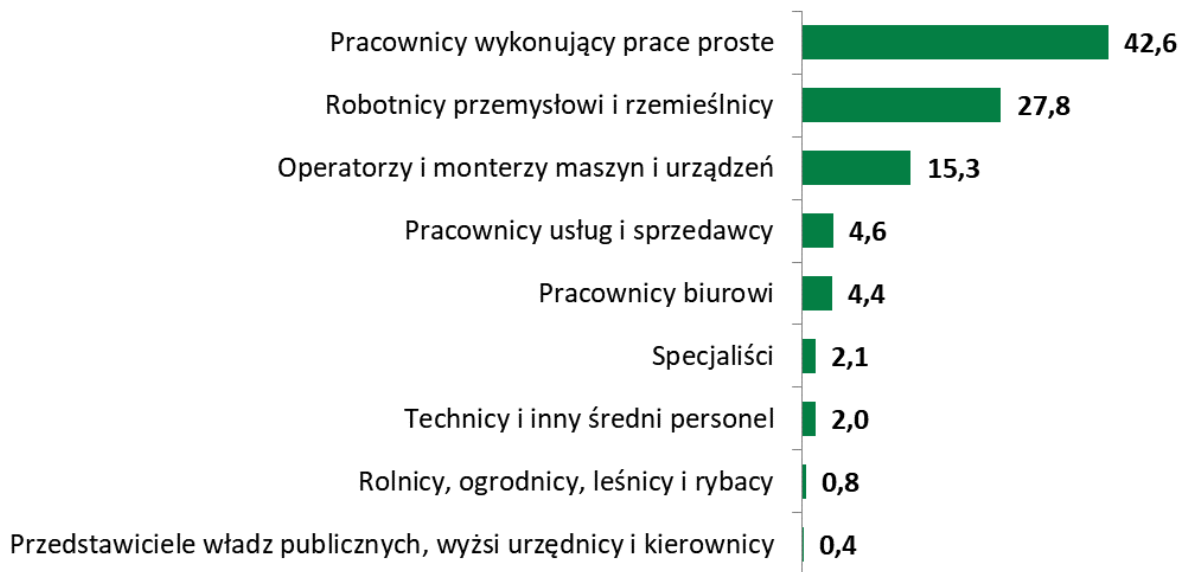 Pracownicy wykonujący prace proste 42,6
Robotnicy przemysłowi i rzemieślnicy 27,8
Operatorzy i monterzy maszyn i urządzeń 15,3
Pracownicy usług i sprzedawcy 4,6
Pracownicy biurowi 4,4
Specjaliści 2,1
Technicy i inny średni personel 2,0
Rolnicy, ogrodnicy, leśnicy i rybacy 0,8
Przedstawiciele władz publicznych, wyżsi urzędnicy i kierownicy 0,4